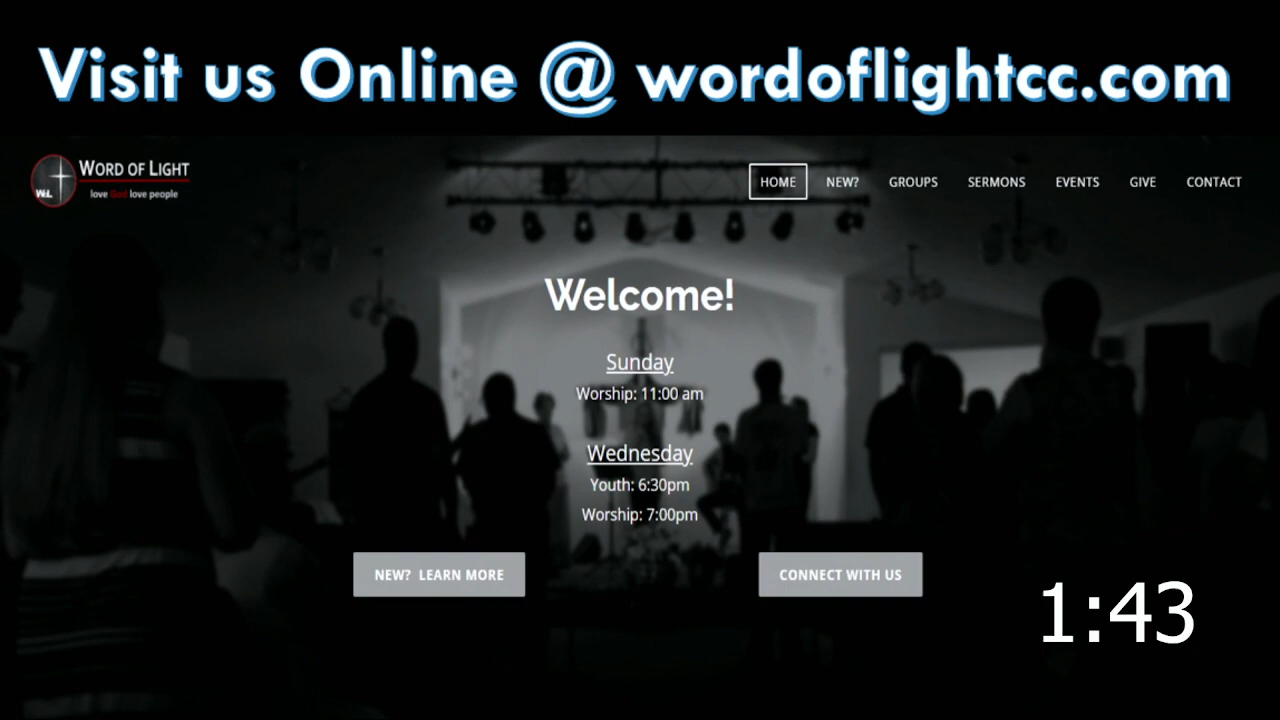 Visit us Online @ wordoflightcc.com
WORD OF LIGHT
WOL
love God love people
HOME NEW? GROUPS SERMONS EVENTS GIVE CONTACT
Welcome!
Sunday
Worship: 11:00 am
Wednesday
Youth: 6:30pm
Worship: 7:00pm
NEW? LEARN MORE CONNECT WITH US
1:43